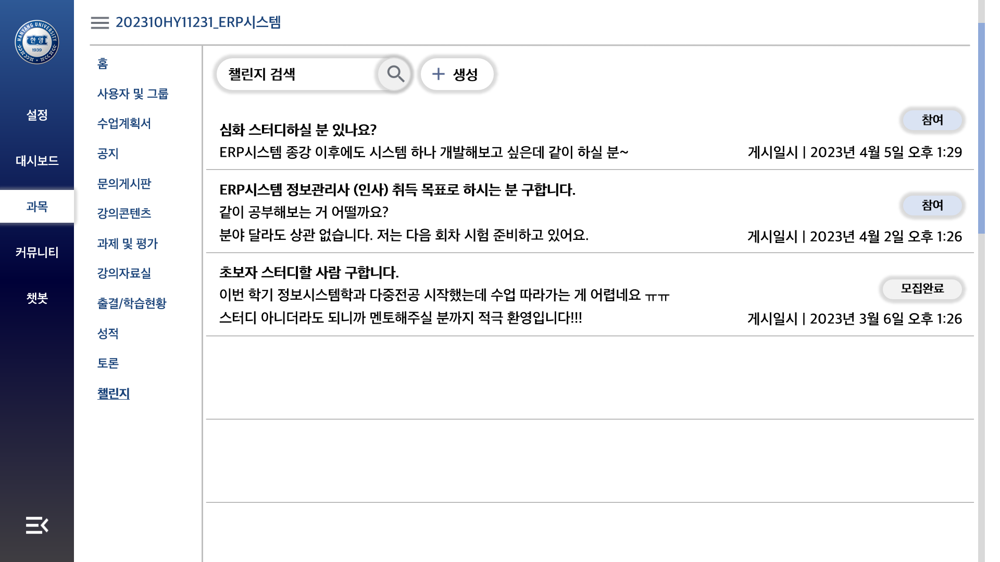 HANYANG UNIVERSITY
한양
1939
설정
대시보드
과목
커뮤니티
챗봇
202310HY11231_ERP시스템
홈
사용자 및 그룹
수업계획서
공지
문의게시판
강의콘텐츠
과제 및 평가
강의자료실
출결/학습현황
성적
토론
챌린지
챌린지 검색
+ 생성
참여
심화 스터디하실 분 있나요?
ERP시스템 종강 이후에도 시스템 하나 개발해보고 싶은데 같이 하실 분~
게시일시 | 2023년 4월 5일 오후 1:29
ERP시스템 정보관리사 (인사) 취득 목표로 하시는 분 구합니다.
참여
같이 공부해보는 거 어떨까요?
분야 달라도 상관 없습니다. 저는 다음 회차 시험 준비하고 있어요.
게시일시 | 2023년 4월 2일 오후 1:26
초보자 스터디할 사람 구합니다.
모집완료
이번 학기 정보시스템학과 다중전공 시작했는데 수업 따라가는 게 어렵네요 ㅠㅠ
스터디 아니더라도 되니까 멘토해주실 분까지 적극 환영입니다!!!
게시일시 | 2023년 3월 6일 오후 1:26